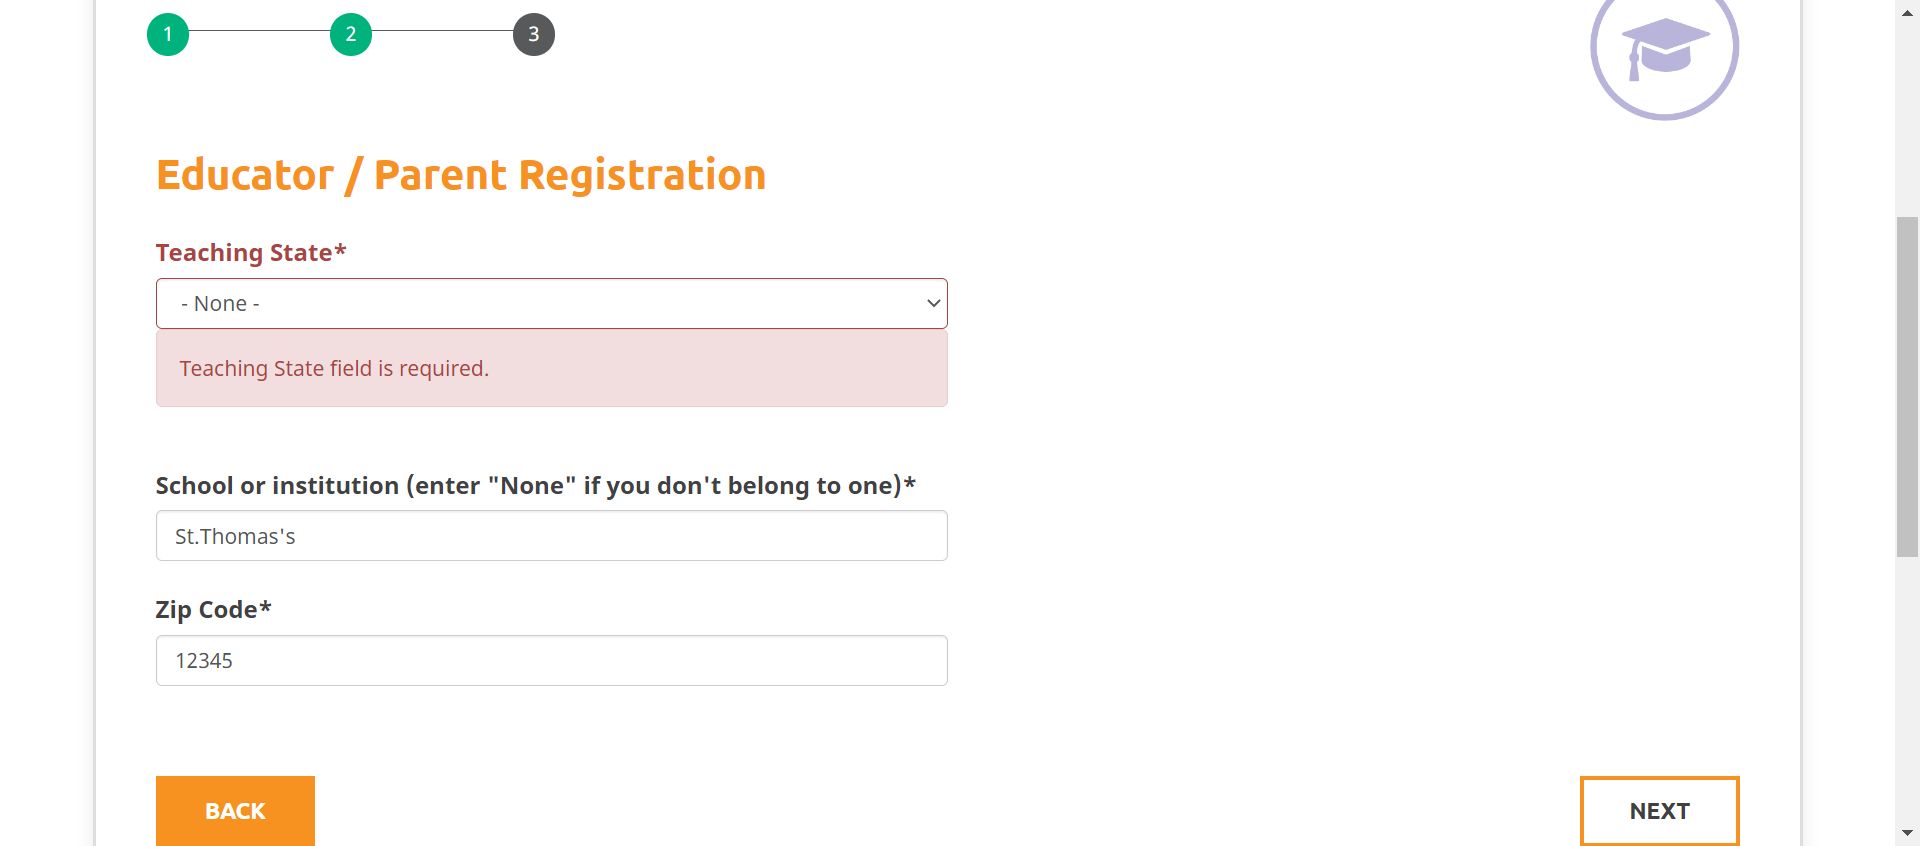 1
2
3
Educator / Parent Registration
Teaching State*
- None -
Teaching State field is required.
School or institution (enter "None" if you don't belong to one)*
St.Thomas's
Zip Code*
12345
BACK
NEXT